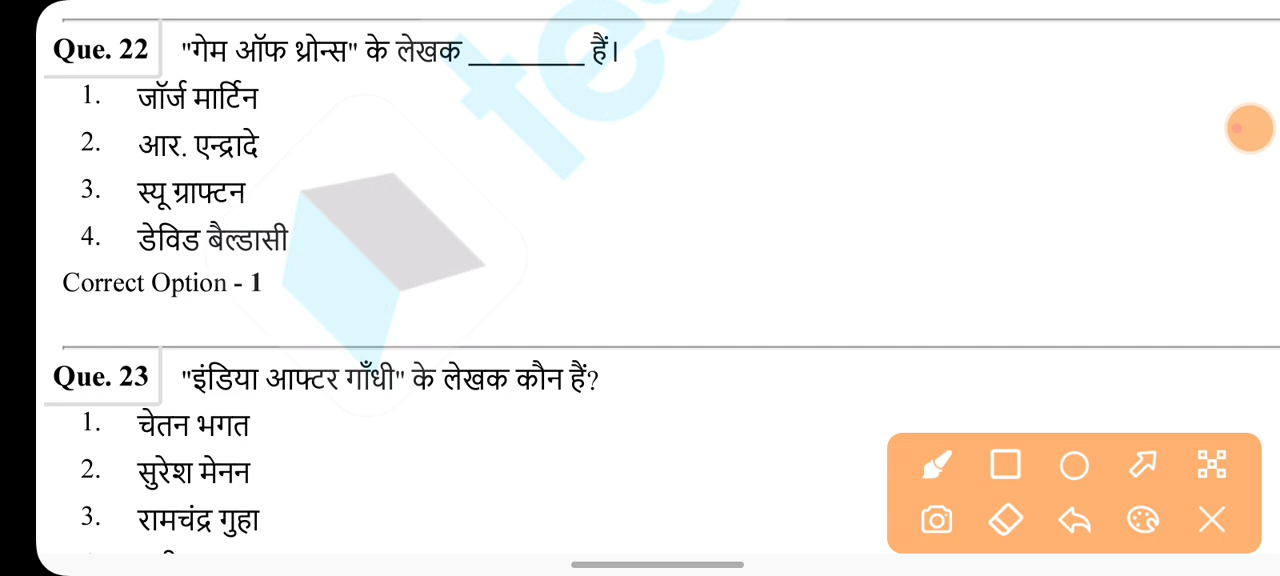 Que. 22 "गेम ऑफ थ्रोन्स" के लेखक ________ हैं।
1. जॉर्ज मार्टिन
2. आर. एन्द्रादे
3. स्यू ग्राफ्टन
4. डेविड बैल्डासी
Correct Option - 1
Que. 23 "इंडिया आफ्टर गाँधी" के लेखक कौन हैं?
1. चेतन भगत
2. सुरेश मेनन
3. रामचंद्र गुहा